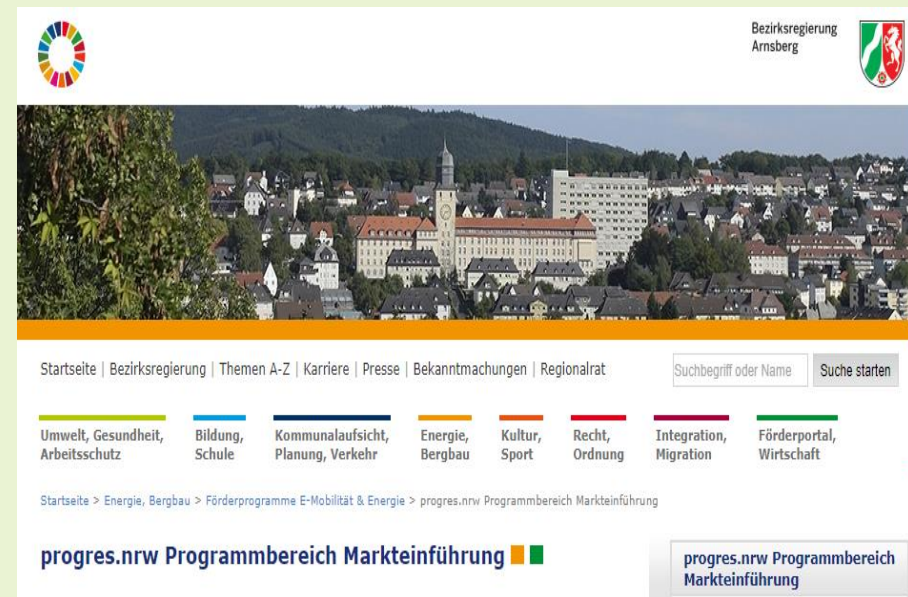 Bezirksregierung
Arnsberg
Startseite | Bezirksregierung | Themen A-Z | Karriere | Presse | Bekanntmachungen | Regionalrat
Suchbegriff oder Name
Suche starten
Umwelt, Gesundheit,
Arbeitsschutz
Bildung,
Schule
Kommunalaufsicht,
Planung, Verkehr
Energie,
Bergbau
Kultur,
Sport
Recht,
Ordnung
Integration,
Migration
Förderportal,
Wirtschaft
Startseite > Energie, Bergbau > Förderprogramme E-Mobilität & Energie > progres.nrw Programmbereich Markteinführung
progres.nrw Programmbereich Markteinführung
progres.nrw Programmbereich
Markteinführung